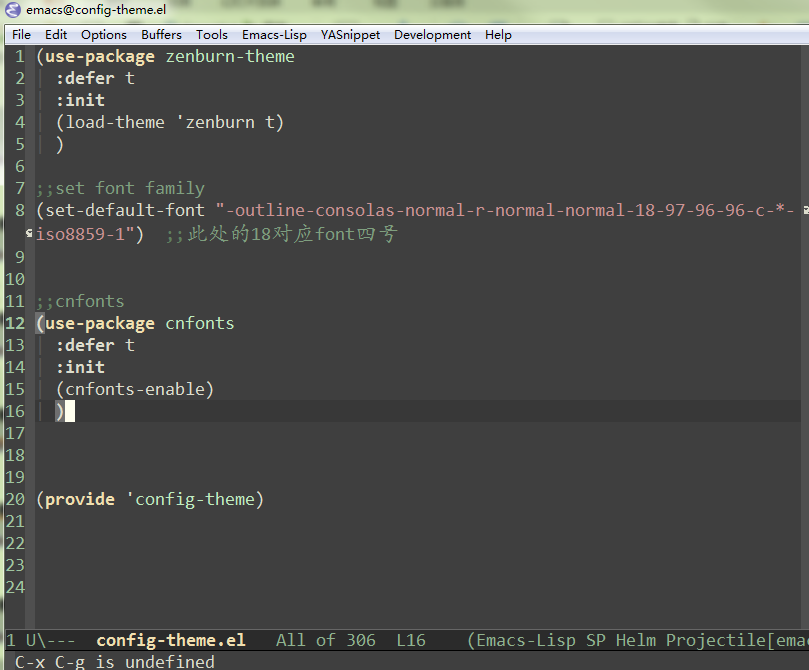 emacs@config-theme.el
File Edit Options Buffers Tools Emacs-Lisp YASnippet Development Help
1 (use-package zenburn-theme
2   :defer t
3   :init
4   (load-theme 'zenburn t)
5   )
6
7 ;;set font family
8 (set-default-font "-outline-consolas-normal-r-normal-normal-18-97-96-96-c-*-
iso8859-1")  ;;此处的18对应font四号
9
10
11 ;;cnfonts
12 (use-package cnfonts
13   :defer t
14   :init
15   (cnfonts-enable)
16   )
17
18
19
20 (provide 'config-theme)
21
22
23
24
1 U\---  config-theme.el   All of 306  L16    (Emacs-Lisp SP Helm Projectile[emac
C-x C-g is undefined